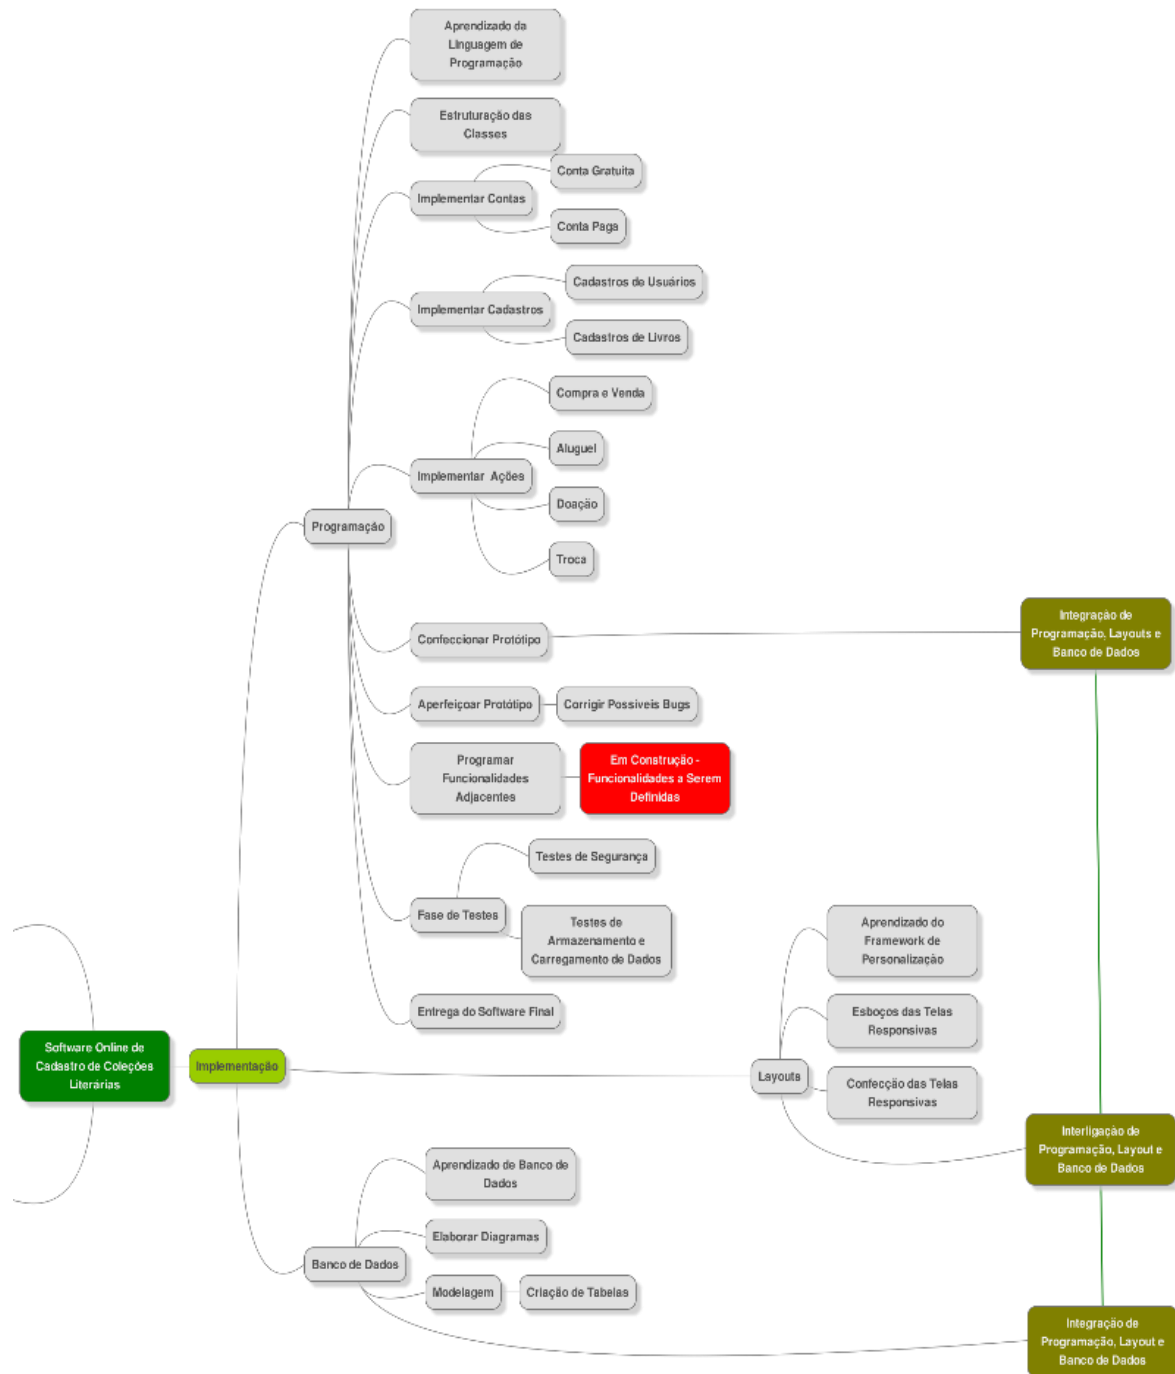 Aprendizado da
Linguagem de
Programação
Estruturação das
Classes
Conta Gratuita
Implementar Contas
Conta Paga
Cadastros de Usuários
Implementar Cadastros
Cadastros de Livros
Compra e Venda
Aluguel
Implementar Ações
Doação
Programação
Troca
Confeccionar Protótipo
Integração de
Programação, Layouts e
Banco de Dados
Aperfeiçoar Protótipo
Corrigir Possiveis Bugs
Programar
Funcionalidades
Adjacentes
Em Construção -
Funcionalidades a Serem
Definidas
Testes de Segurança
Fase de Testes
Testes de
Armazenamento e
Carregamento de Dados
Entrega do Software Final
Aprendizado do
Framework de
Personalização
Esboços das Telas
Responsivas
Software Online de
Cadastro de Coleções
Literárias
Implementação
Layouts
Confecção das Telas
Responsivas
Interligação de
Programação, Layout e
Banco de Dados
Aprendizado de Banco de
Dados
Elaborar Diagramas
Banco de Dados
Modelagem
Criação de Tabelas
Integração de
Programação, Layout e
Banco de Dados